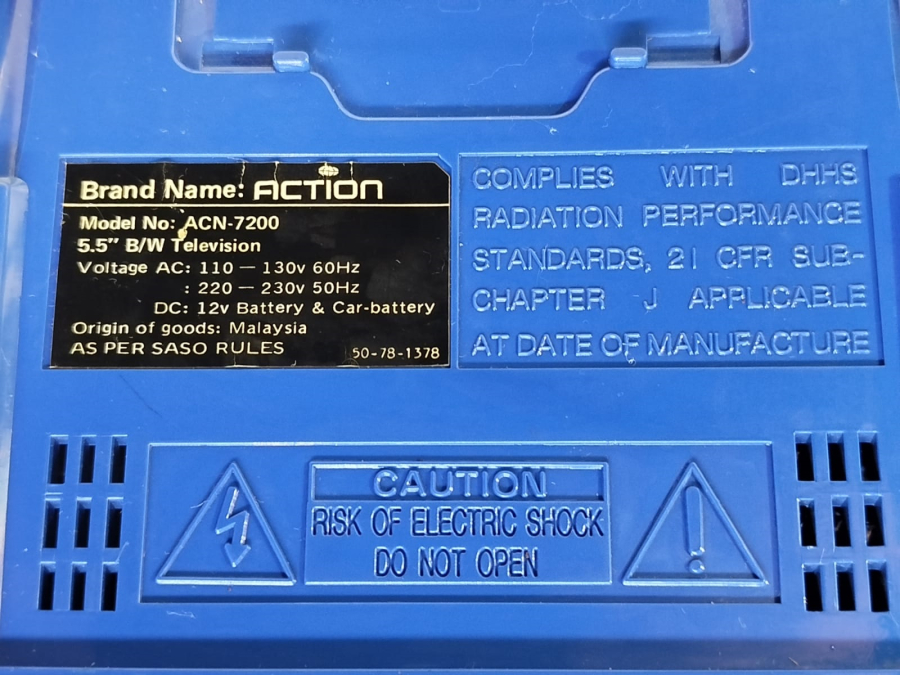 Brand Name: ACTION
Model No: ACN-7200
5.5" B/W Television
Voltage AC: 110 — 130v 60Hz
: 220 — 230v 50Hz
DC: 12v Battery & Car-battery
Origin of goods: Malaysia
AS PER SASO RULES 50-78-1378
COMPLIES WITH DHHS
RADIATION PERFORMANCE
STANDARDS, 21 CFR SUB-
CHAPTER J APPLICABLE
AT DATE OF MANUFACTURE
CAUTION
RISK OF ELECTRIC SHOCK
DO NOT OPEN